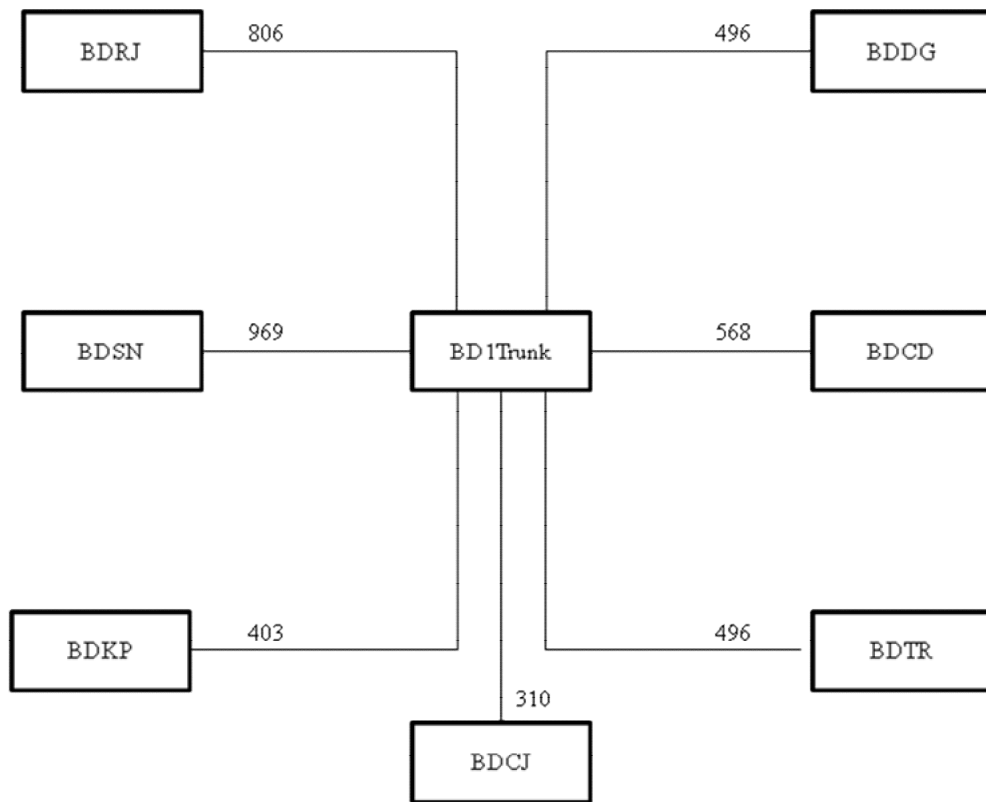 BDRJ
806
496
BDDG
BDSN
969
BD1Trunk
568
BDCD
BDKP
403
496
BDTR
310
BDCJ